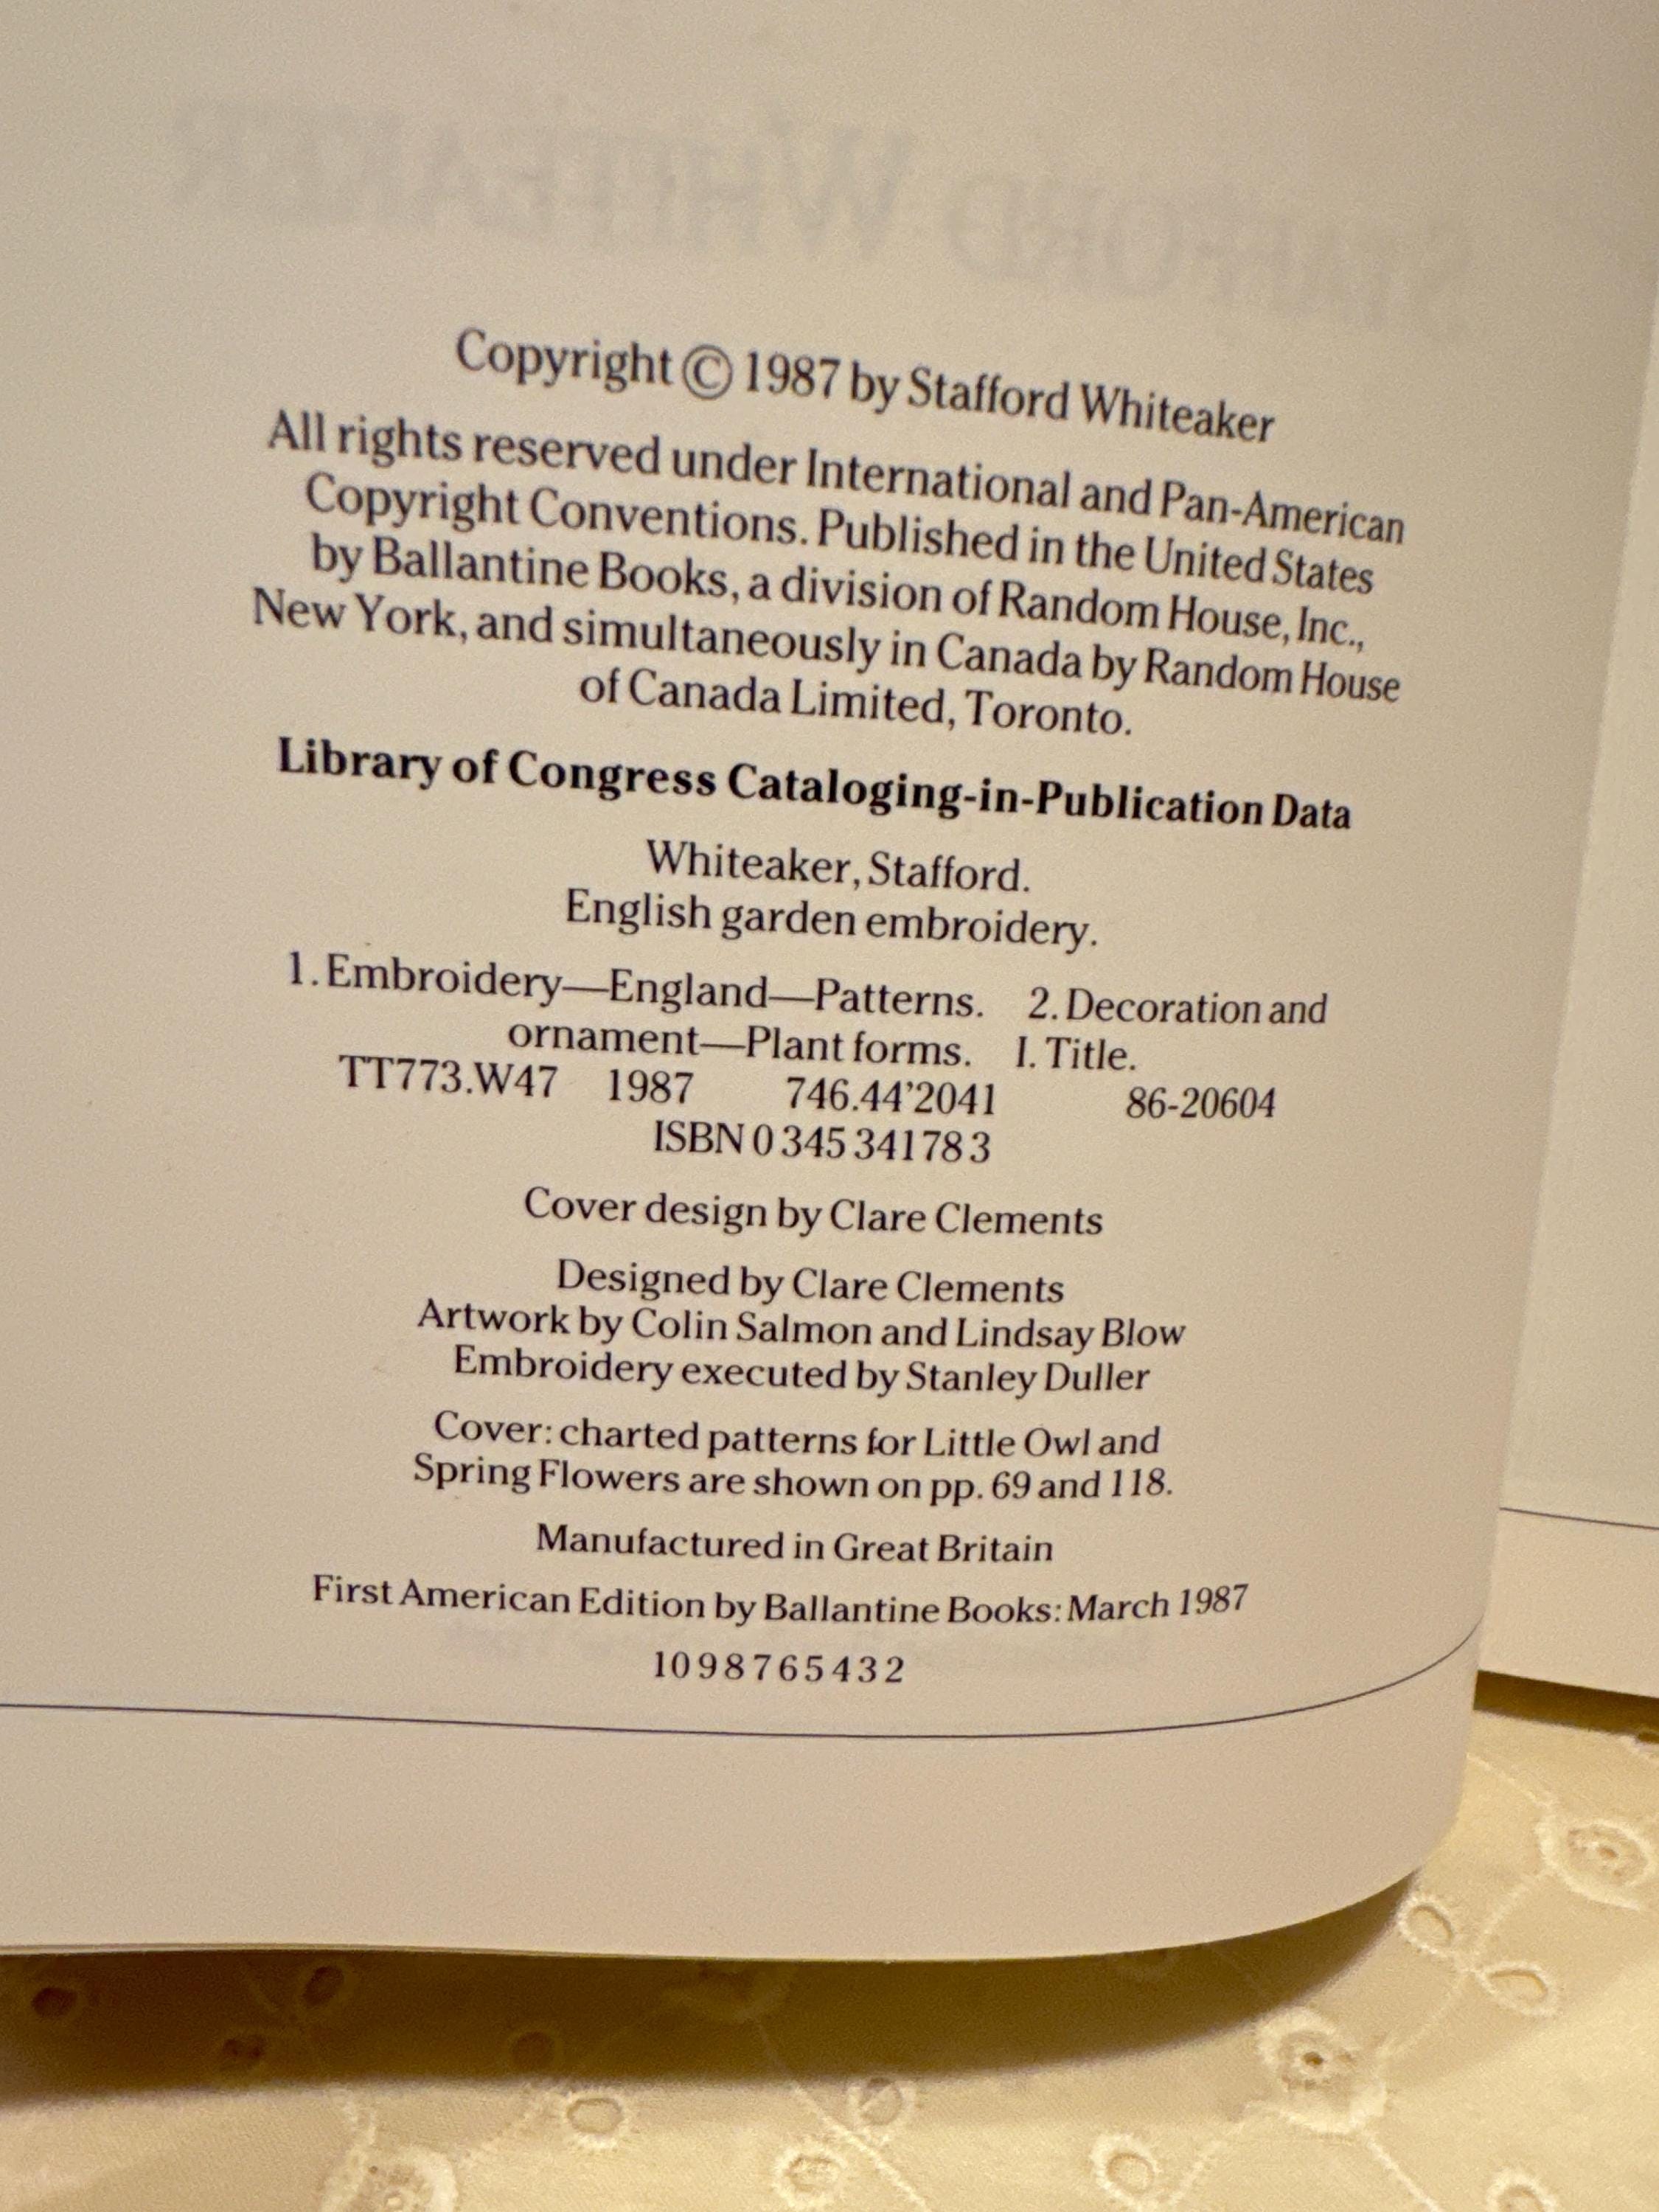 Copyright © 1987 by Stafford Whiteaker
All rights reserved under International and Pan-American
Copyright Conventions. Published in the United States
by Ballantine Books, a division of Random House, Inc.,
New York, and simultaneously in Canada by Random House
of Canada Limited, Toronto.
Library of Congress Cataloging-in-Publication Data
Whiteaker, Stafford.
English garden embroidery.
1. Embroidery—England—Patterns. 2. Decoration and
ornament—Plant forms. I. Title.
TT773.W47 1987 746.44'2041 86-20604
ISBN 0 345 34178 3
Cover design by Clare Clements
Designed by Clare Clements
Artwork by Colin Salmon and Lindsay Blow
Embroidery executed by Stanley Duller
Cover: charted patterns for Little Owl and
Spring Flowers are shown on pp. 69 and 118.
Manufactured in Great Britain
First American Edition by Ballantine Books: March 1987
10 9 8 7 6 5 4 3 2